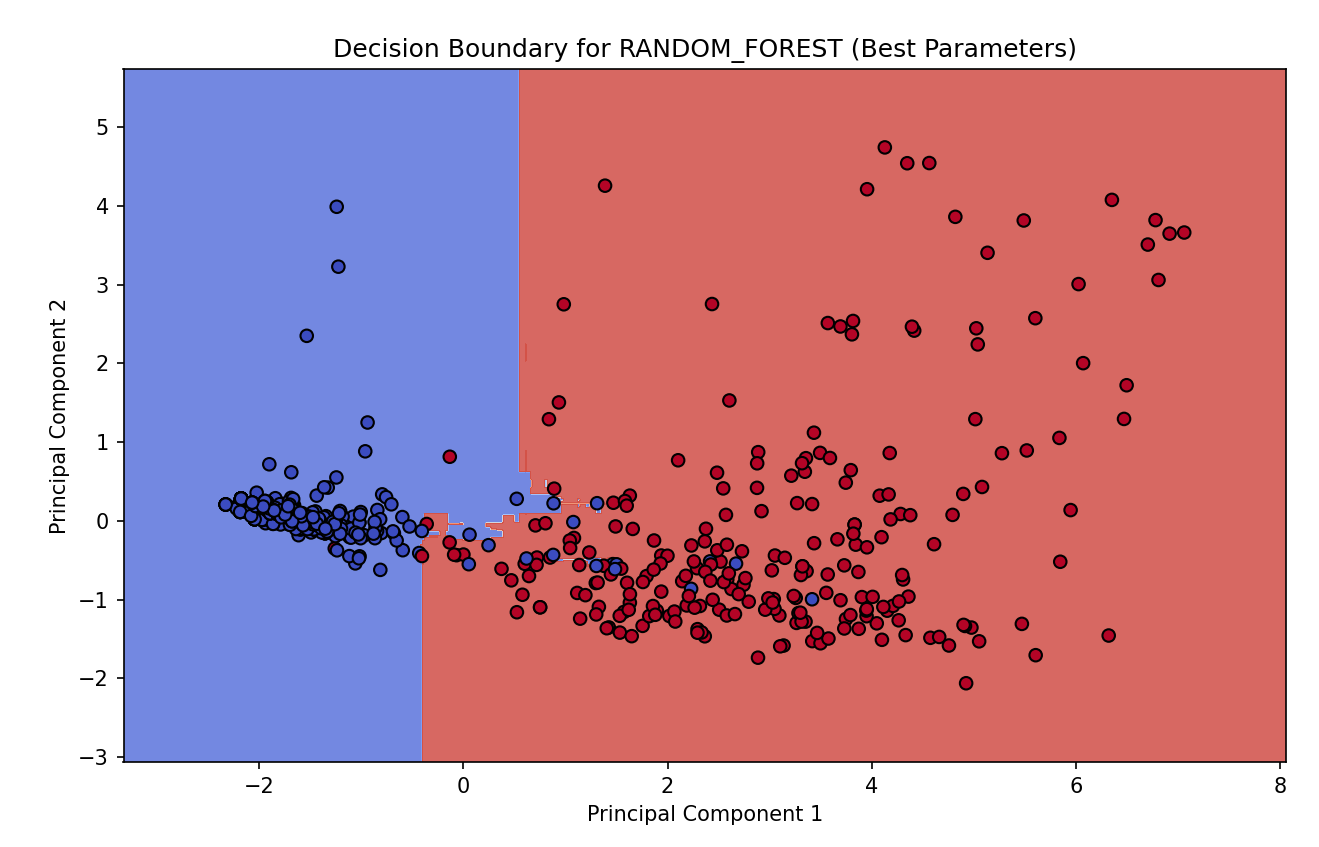 Decision Boundary for RANDOM_FOREST (Best Parameters)
Principal Component 2
5
4
3
2
1
0
−1
−2
−3
−2 0 2 4 6 8
Principal Component 1